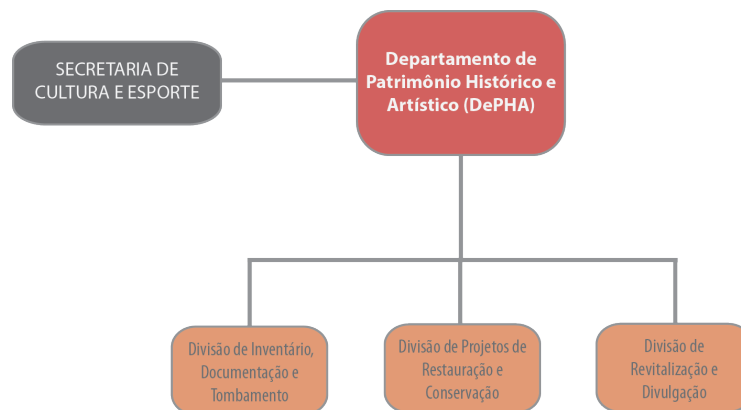 SECRETARIA DE
CULTURA E ESPORTE
Departamento de
Patrimônio Histórico e
Artístico (DePHA)
Divisão de Inventário,
Documentação e
Tombamento
Divisão de Projetos de
Restauração e
Conservação
Divisão de
Revitalização e
Divulgação